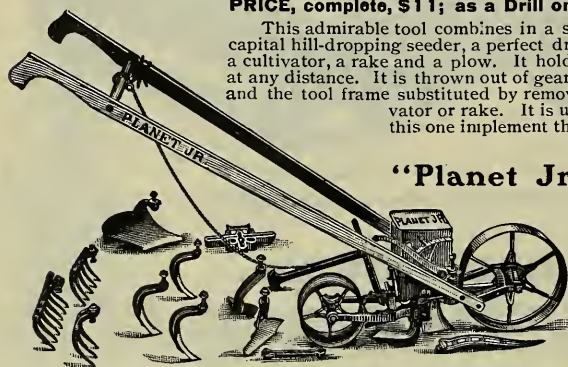 PRICE, complete, $11; as a Drill or
This admirable tool combines in a s
capital hill-dropping seeder, a perfect dr
a cultivator, a rake and a plow. It hold
at any distance. It is thrown out of gear
and the tool frame substituted by remov
vator or rake. It is u
this one implement th
"Planet Jr
PLANET JR.
PLANET JR